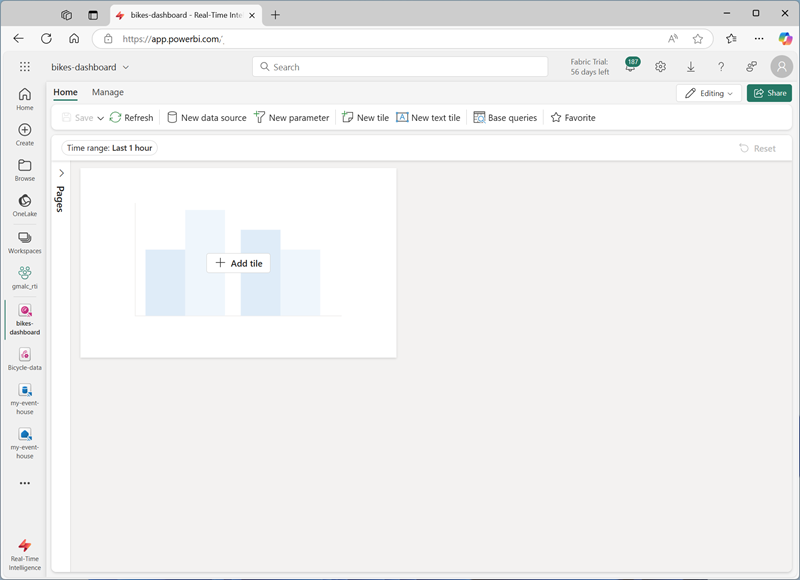 bikes-dashboard - Real-Time Intelli
https://app.powerbi.com/
bikes-dashboard
Search
Fabric Trial:
56 days left
187
Home
Manage
Editing
Share
Save
Refresh
New data source
New parameter
New tile
New text tile
Base queries
Favorite
Time range: Last 1 hour
Reset
Home
Create
Browse
OneLake
Workspaces
gmalc_rti
bikes-
dashboard
Bicycle-data
my-event-
house
my-event-
house
Real-Time
Intelligence
Pages
Add tile